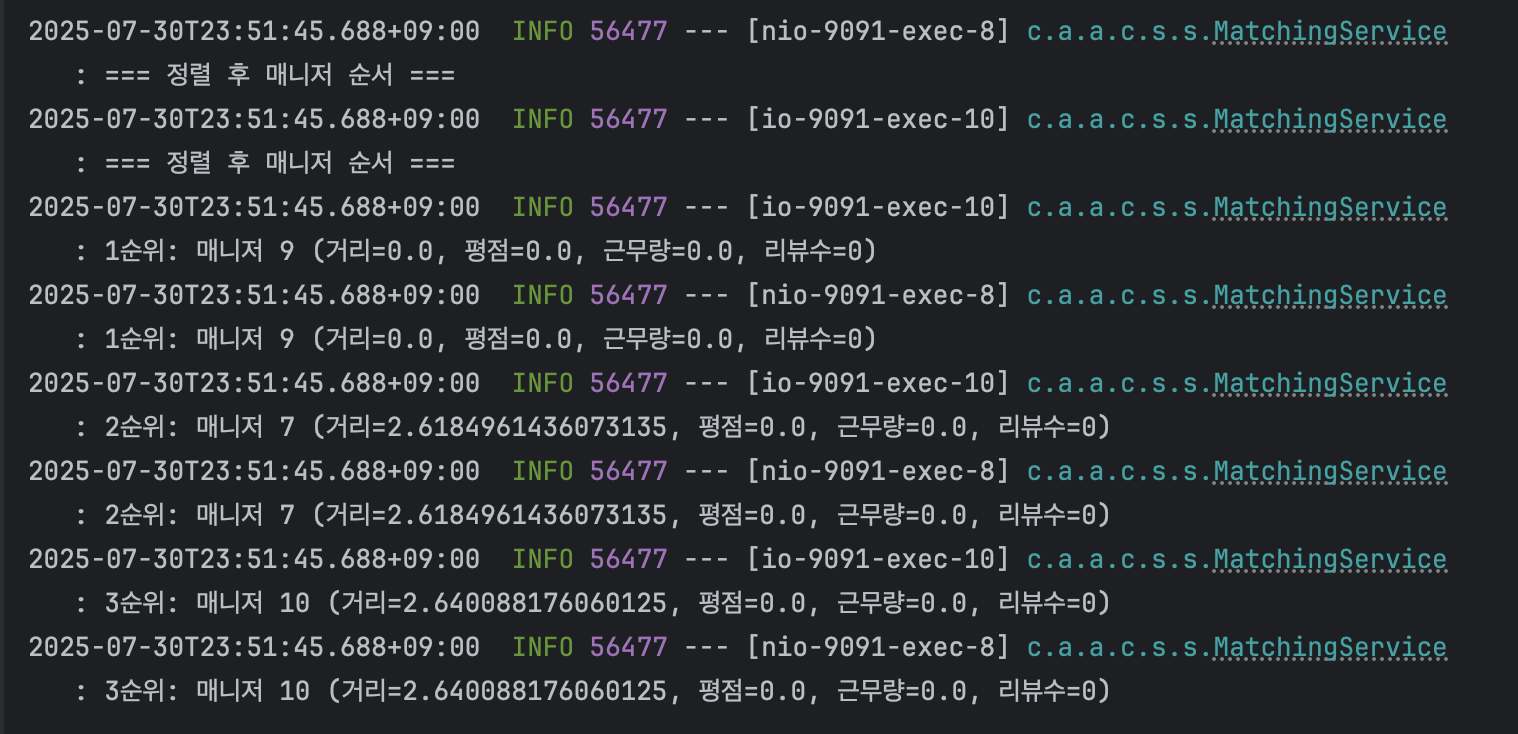 2025-07-30T23:51:45.688+09:00  INFO 56477 --- [nio-9091-exec-8] c.a.a.c.s.s.MatchingService
: === 정렬 후 매니저 순서 ===
2025-07-30T23:51:45.688+09:00  INFO 56477 --- [io-9091-exec-10] c.a.a.c.s.s.MatchingService
: === 정렬 후 매니저 순서 ===
2025-07-30T23:51:45.688+09:00  INFO 56477 --- [io-9091-exec-10] c.a.a.c.s.s.MatchingService
: 1순위: 매니저 9 (거리=0.0, 평점=0.0, 근무량=0.0, 리뷰수=0)
2025-07-30T23:51:45.688+09:00  INFO 56477 --- [nio-9091-exec-8] c.a.a.c.s.s.MatchingService
: 1순위: 매니저 9 (거리=0.0, 평점=0.0, 근무량=0.0, 리뷰수=0)
2025-07-30T23:51:45.688+09:00  INFO 56477 --- [io-9091-exec-10] c.a.a.c.s.s.MatchingService
: 2순위: 매니저 7 (거리=2.6184961436073135, 평점=0.0, 근무량=0.0, 리뷰수=0)
2025-07-30T23:51:45.688+09:00  INFO 56477 --- [nio-9091-exec-8] c.a.a.c.s.s.MatchingService
: 2순위: 매니저 7 (거리=2.6184961436073135, 평점=0.0, 근무량=0.0, 리뷰수=0)
2025-07-30T23:51:45.688+09:00  INFO 56477 --- [io-9091-exec-10] c.a.a.c.s.s.MatchingService
: 3순위: 매니저 10 (거리=2.640088176060125, 평점=0.0, 근무량=0.0, 리뷰수=0)
2025-07-30T23:51:45.688+09:00  INFO 56477 --- [nio-9091-exec-8] c.a.a.c.s.s.MatchingService
: 3순위: 매니저 10 (거리=2.640088176060125, 평점=0.0, 근무량=0.0, 리뷰수=0)